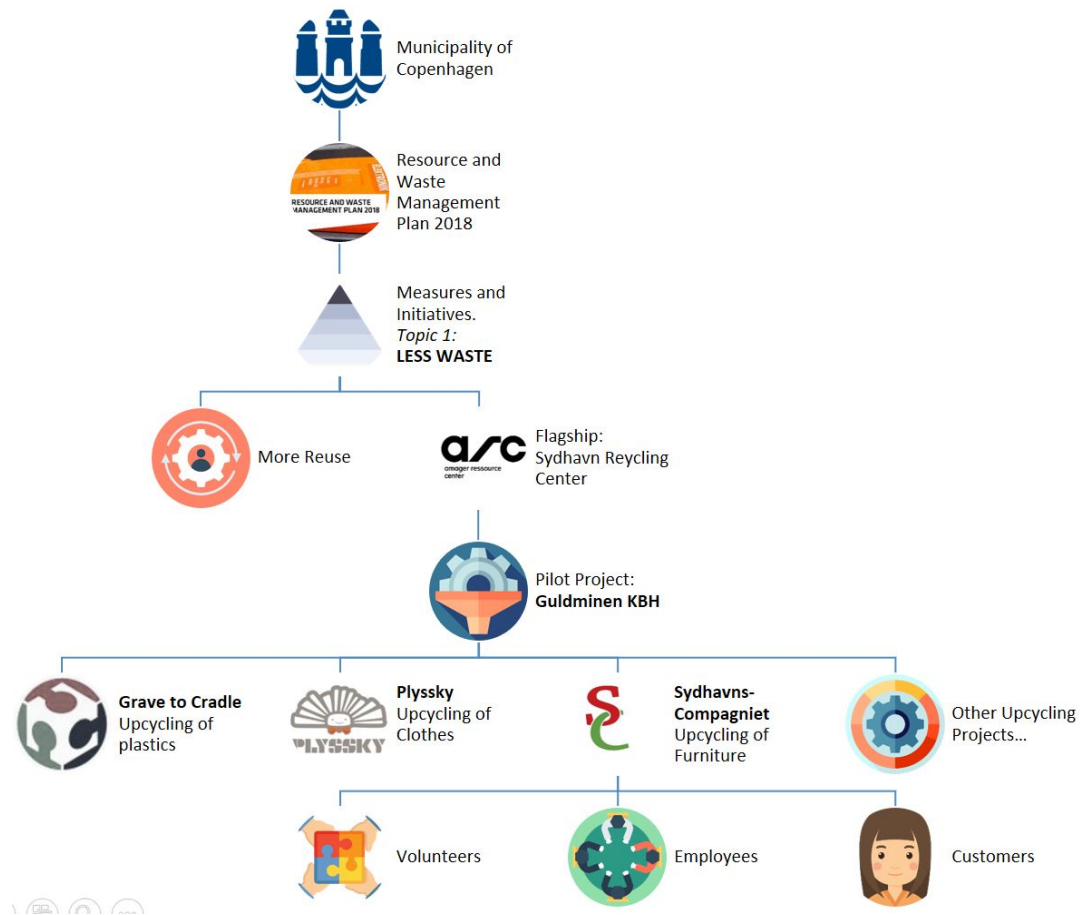 Municipality of
Copenhagen
Resource and
Waste
Management
Plan 2018
RESOURCE AND WASTE
MANAGEMENT PLAN 2018
Measures and
Initiatives.
Topic 1:
LESS WASTE
More Reuse
arc
amager ressource
center
Flagship:
Sydhavn Reycling
Center
Pilot Project:
Guldminen KBH
Grave to Cradle
Upcycling of
plastics
PLYSSKY
Plyssky
Upcycling of
Clothes
SC
Sydhavns-
Compagniet
Upcycling of
Furniture
Other Upcycling
Projects...
Volunteers
Employees
Customers